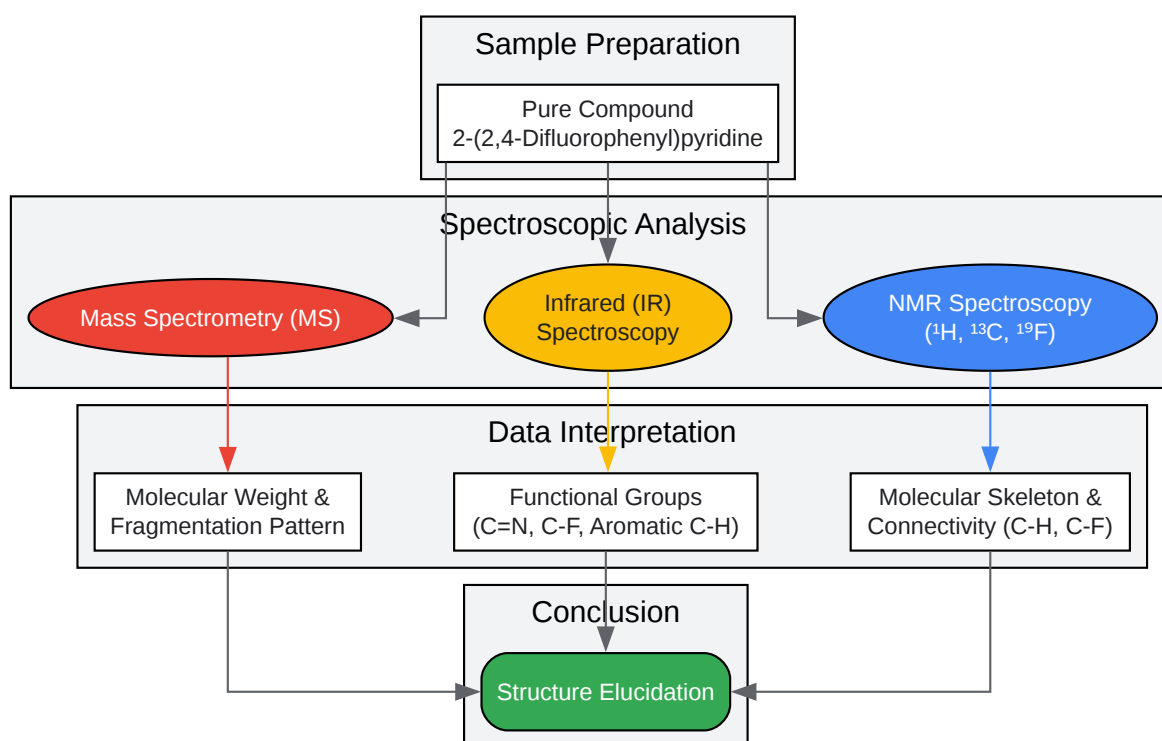 Sample Preparation
Pure Compound
2-(2,4-Difluorophenyl)pyridine
Spectroscopic Analysis
Mass Spectrometry (MS)
Infrared (IR)
Spectroscopy
NMR Spectroscopy
(¹H, ¹³C, ¹⁹F)
Data Interpretation
Molecular Weight &
Fragmentation Pattern
Functional Groups
(C=N, C-F, Aromatic C-H)
Molecular Skeleton &
Connectivity (C-H, C-F)
Conclusion
Structure Elucidation